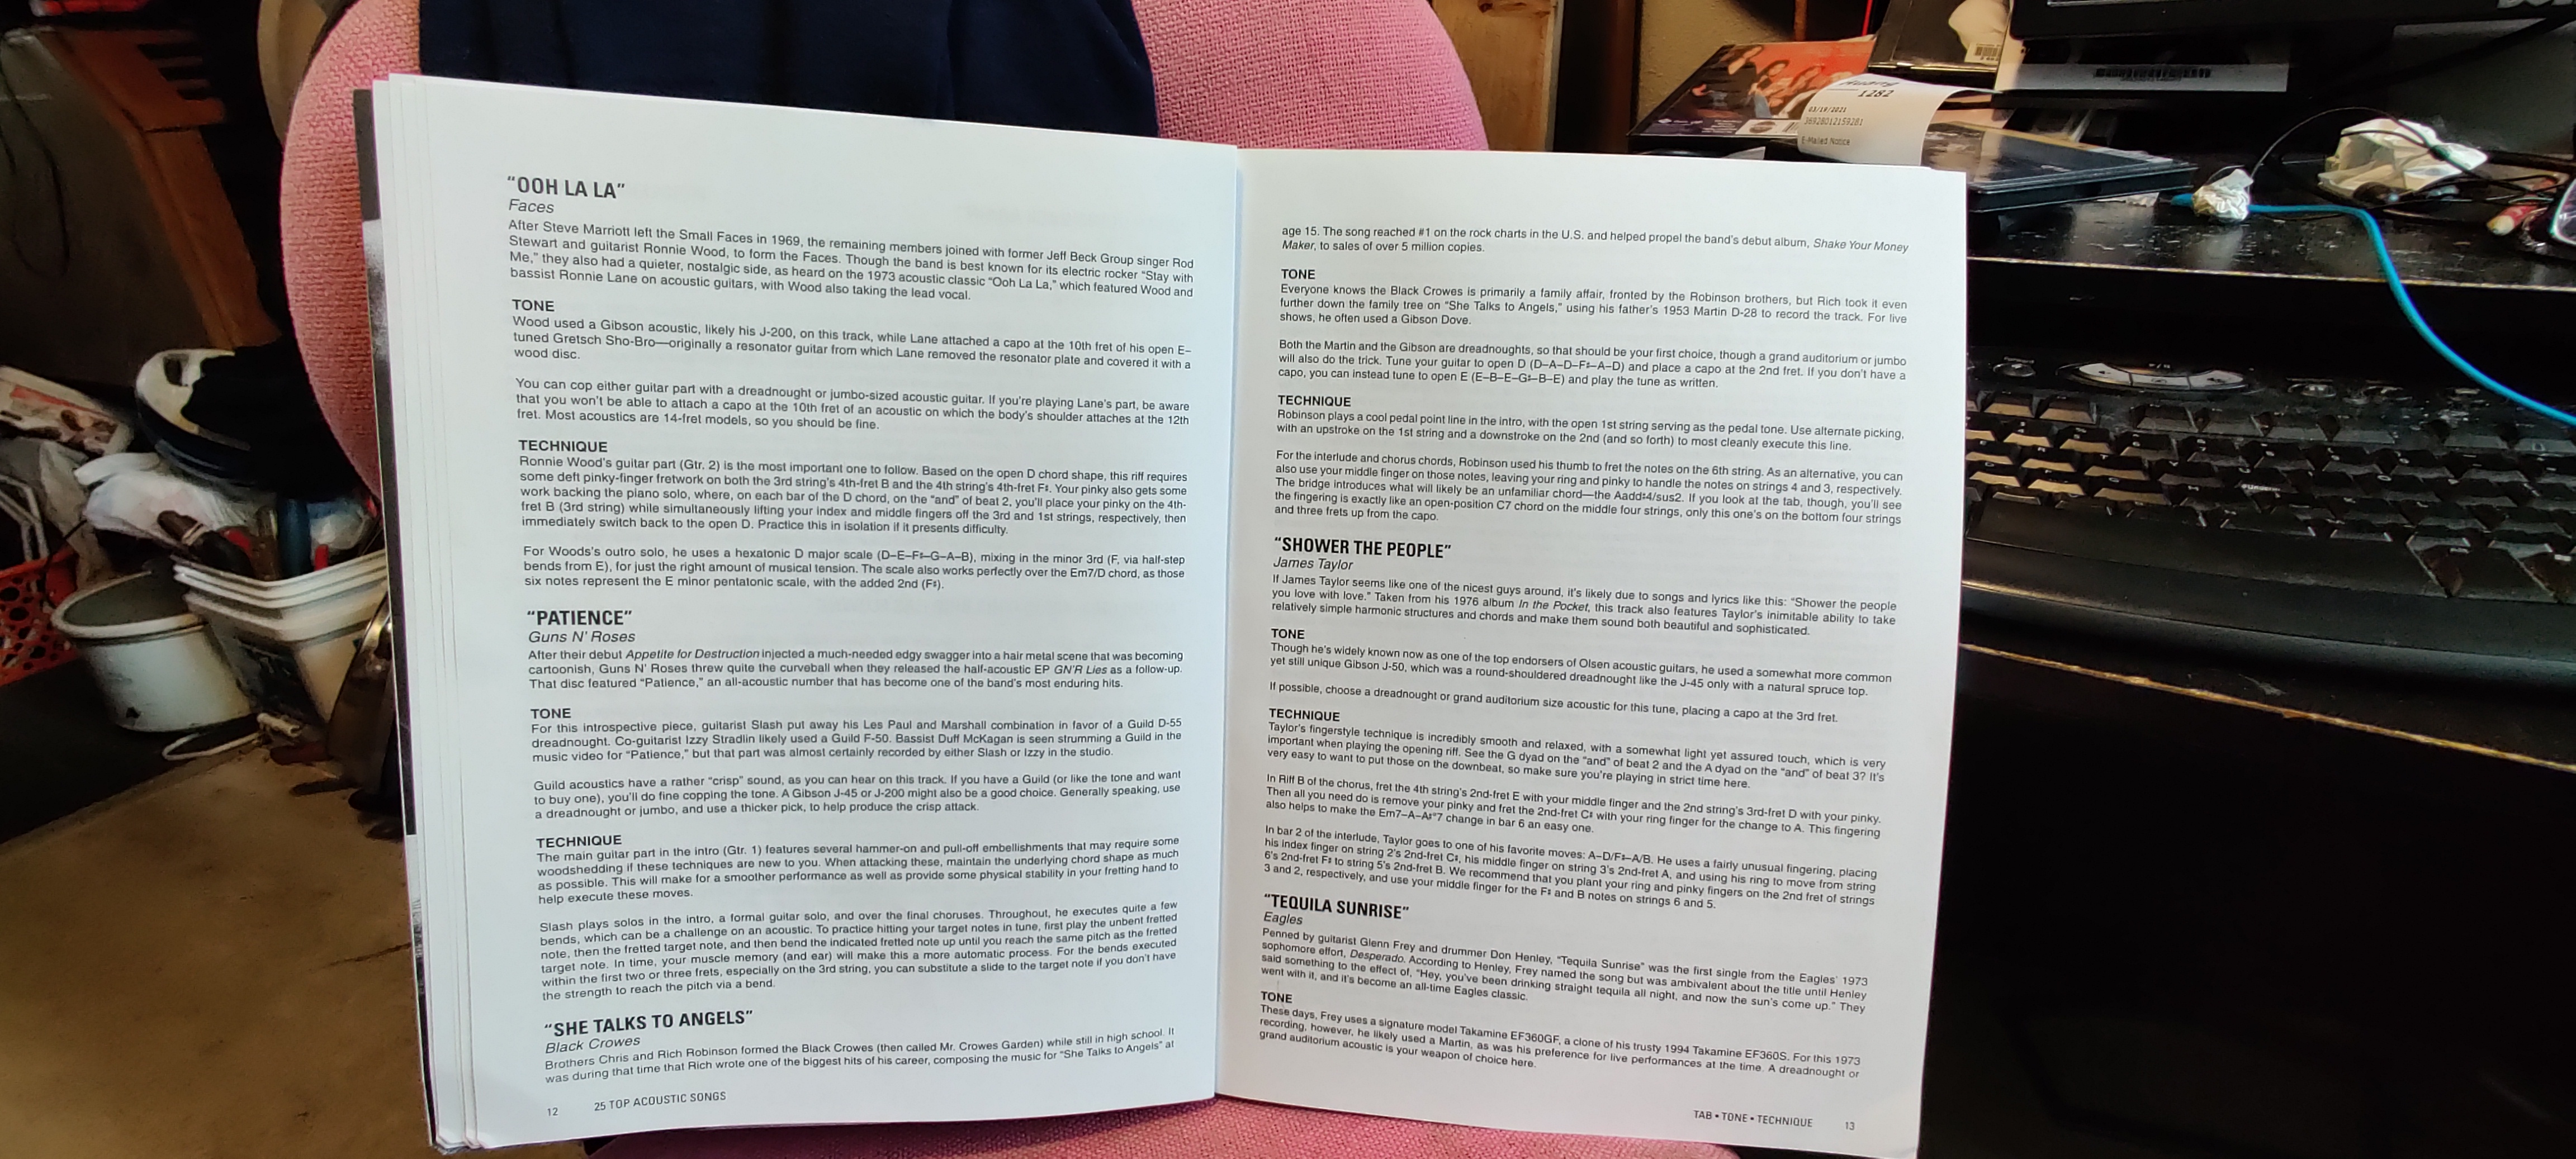 "OOH LA LA"
Faces
After Steve Marriott left the Small Faces in 1969, the remaining members joined with former Jeff Beck Group singer Rod
Stewart and guitarist Ronnie Wood, to form the Faces. Though the band is best known for its electric rocker "Stay with
Me," they also had a quieter, nostalgic side, as heard on the 1973 acoustic classic "Ooh La La," which featured Wood and
bassist Ronnie Lane on acoustic guitars, with Wood also taking the lead vocal.
TONE
Wood used a Gibson acoustic, likely his J-200, on this track, while Lane attached a capo at the 10th fret of his open E–
tuned Gretsch Sho-Bro—originally a resonator guitar from which Lane removed the resonator plate and covered it with a
wood disc.
You can cop either guitar part with a dreadnought or jumbo-sized acoustic guitar. If you're playing Lane's part, be aware
that you won't be able to attach a capo at the 10th fret of an acoustic on which the body's shoulder attaches at the 12th
fret. Most acoustics are 14-fret models, so you should be fine.
TECHNIQUE
Ronnie Wood's guitar part (Gtr. 2) is the most important one to follow. Based on the open D chord shape, this riff requires
some deft pinky-finger fretwork on both the 3rd string's 4th-fret B and the 4th string's 4th-fret F♯. Your pinky also gets some
work backing the piano solo, where, on each bar of the D chord, on the "and" of beat 2, you'll place your pinky on the 4th-
fret B (3rd string) while simultaneously lifting your index and middle fingers off the 3rd and 1st strings, respectively, then
immediately switch back to the open D. Practice this in isolation if it presents difficulty.
For Woods's outro solo, he uses a hexatonic D major scale (D–E–F♯–G–A–B), mixing in the minor 3rd (F, via half-step
bends from E), for just the right amount of musical tension. The scale also works perfectly over the Em7/D chord, as those
six notes represent the E minor pentatonic scale, with the added 2nd (F♯).
"PATIENCE"
Guns N' Roses
After their debut Appetite for Destruction injected a much-needed edgy swagger into a hair metal scene that was becoming
cartoonish, Guns N' Roses threw quite the curveball when they released the half-acoustic EP GN'R Lies as a follow-up.
That disc featured "Patience," an all-acoustic number that has become one of the band's most enduring hits.
TONE
For this introspective piece, guitarist Slash put away his Les Paul and Marshall combination in favor of a Guild D-55
dreadnought. Co-guitarist Izzy Stradlin likely used a Guild F-50. Bassist Duff McKagan is seen strumming a Guild in the
music video for "Patience," but that part was almost certainly recorded by either Slash or Izzy in the studio.
Guild acoustics have a rather "crisp" sound, as you can hear on this track. If you have a Guild (or like the tone and want
to buy one), you'll do fine copping the tone. A Gibson J-45 or J-200 might also be a good choice. Generally speaking, use
a dreadnought or jumbo, and use a thicker pick, to help produce the crisp attack.
TECHNIQUE
The main guitar part in the intro (Gtr. 1) features several hammer-on and pull-off embellishments that may require some
woodshedding if these techniques are new to you. When attacking these, maintain the underlying chord shape as much
as possible. This will make for a smoother performance as well as provide some physical stability in your fretting hand to
help execute these moves.
Slash plays solos in the intro, a formal guitar solo, and over the final choruses. Throughout, he executes quite a few
bends, which can be a challenge on an acoustic. To practice hitting your target notes in tune, first play the unbent fretted
note, then the fretted target note, and then bend the indicated fretted note up until you reach the same pitch as the fretted
target note. In time, your muscle memory (and ear) will make this a more automatic process. For the bends executed
within the first two or three frets, especially on the 3rd string, you can substitute a slide to the target note if you don't have
the strength to reach the pitch via a bend.
"SHE TALKS TO ANGELS"
Black Crowes
Brothers Chris and Rich Robinson formed the Black Crowes (then called Mr. Crowes Garden) while still in high school. It
was during that time that Rich wrote one of the biggest hits of his career, composing the music for "She Talks to Angels" at
12 25 TOP ACOUSTIC SONGS
age 15. The song reached #1 on the rock charts in the U.S. and helped propel the band's debut album, Shake Your Money
Maker, to sales of over 5 million copies.
TONE
Everyone knows the Black Crowes is primarily a family affair, fronted by the Robinson brothers, but Rich took it even
further down the family tree on "She Talks to Angels," using his father's 1953 Martin D-28 to record the track. For live
shows, he often used a Gibson Dove.
Both the Martin and the Gibson are dreadnoughts, so that should be your first choice, though a grand auditorium or jumbo
will also do the trick. Tune your guitar to open D (D–A–D–F♯–A–D) and place a capo at the 2nd fret. If you don't have a
capo, you can instead tune to open E (E–B–E–G♯–B–E) and play the tune as written.
TECHNIQUE
Robinson plays a cool pedal point line in the intro, with the open 1st string serving as the pedal tone. Use alternate picking,
with an upstroke on the 1st string and a downstroke on the 2nd (and so forth) to most cleanly execute this line.
For the interlude and chorus chords, Robinson used his thumb to fret the notes on the 6th string. As an alternative, you can
also use your middle finger on those notes, leaving your ring and pinky to handle the notes on strings 4 and 3, respectively.
The bridge introduces what will likely be an unfamiliar chord—the Aadd♯4/sus2. If you look at the tab, though, you'll see
the fingering is exactly like an open-position C7 chord on the middle four strings, only this one's on the bottom four strings
and three frets up from the capo.
"SHOWER THE PEOPLE"
James Taylor
If James Taylor seems like one of the nicest guys around, it's likely due to songs and lyrics like this: "Shower the people
you love with love." Taken from his 1976 album In the Pocket, this track also features Taylor's inimitable ability to take
relatively simple harmonic structures and chords and make them sound both beautiful and sophisticated.
TONE
Though he's widely known now as one of the top endorsers of Olsen acoustic guitars, he used a somewhat more common
yet still unique Gibson J-50, which was a round-shouldered dreadnought like the J-45 only with a natural spruce top.
If possible, choose a dreadnought or grand auditorium size acoustic for this tune, placing a capo at the 3rd fret.
TECHNIQUE
Taylor's fingerstyle technique is incredibly smooth and relaxed, with a somewhat light yet assured touch, which is very
important when playing the opening riff. See the G dyad on the "and" of beat 2 and the A dyad on the "and" of beat 3? It's
very easy to want to put those on the downbeat, so make sure you're playing in strict time here.
In Riff B of the chorus, fret the 4th string's 2nd-fret E with your middle finger and the 2nd string's 3rd-fret D with your pinky.
Then all you need do is remove your pinky and fret the 2nd-fret C♯ with your ring finger for the change to A. This fingering
also helps to make the Em7–A–A♯°7 change in bar 6 an easy one.
In bar 2 of the interlude, Taylor goes to one of his favorite moves: A–D/F♯–A/B. He uses a fairly unusual fingering, placing
his index finger on string 2's 2nd-fret C♯, his middle finger on string 3's 2nd-fret A, and using his ring to move from string
6's 2nd-fret F♯ to string 5's 2nd-fret B. We recommend that you plant your ring and pinky fingers on the 2nd fret of strings
3 and 2, respectively, and use your middle finger for the F♯ and B notes on strings 6 and 5.
"TEQUILA SUNRISE"
Eagles
Penned by guitarist Glenn Frey and drummer Don Henley, "Tequila Sunrise" was the first single from the Eagles' 1973
sophomore effort, Desperado. According to Henley, Frey named the song but was ambivalent about the title until Henley
said something to the effect of, "Hey, you've been drinking straight tequila all night, and now the sun's come up." They
went with it, and it's become an all-time Eagles classic.
TONE
These days, Frey uses a signature model Takamine EF360GF, a clone of his trusty 1994 Takamine EF360S. For this 1973
recording, however, he likely used a Martin, as was his preference for live performances at the time. A dreadnought or
grand auditorium acoustic is your weapon of choice here.
TAB • TONE • TECHNIQUE 13
1282
03/19/2021
36928012159281
E-Mailed Notice